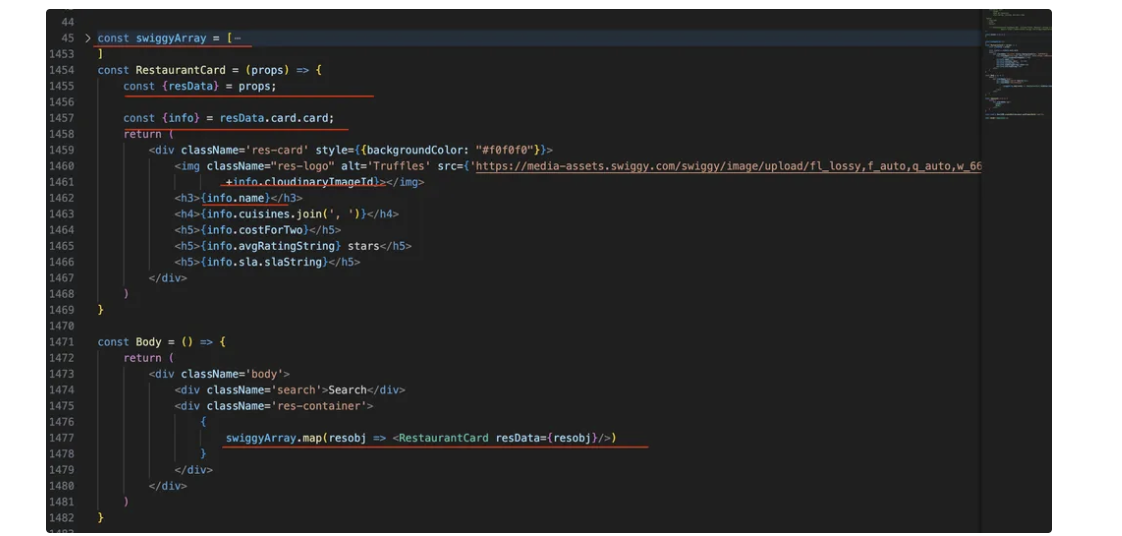 44
45 > const swiggyArray = [⋯
1453 ]
1454 const RestaurantCard = (props) => {
1455 const {resData} = props;
1456
1457 const {info} = resData.card.card;
1458 return (
1459 <div className='res-card' style={{backgroundColor: "#f0f0f0"}}>
1460 <img className="res-logo" alt='Truffles' src={'https://media-assets.swiggy.com/swiggy/image/upload/fl_lossy,f_auto,q_auto,w_66
1461 +info.cloudinaryImageId}></img>
1462 <h3>{info.name}</h3>
1463 <h4>{info.cuisines.join(', ')}</h4>
1464 <h5>{info.costForTwo}</h5>
1465 <h5>{info.avgRatingString} stars</h5>
1466 <h5>{info.sla.slaString}</h5>
1467 </div>
1468 )
1469 }
1470
1471 const Body = () => {
1472 return (
1473 <div className='body'>
1474 <div className='search'>Search</div>
1475 <div className='res-container'>
1476 {
1477 swiggyArray.map(resobj => <RestaurantCard resData={resobj}/>)
1478 }
1479 </div>
1480 </div>
1481 )
1482 }